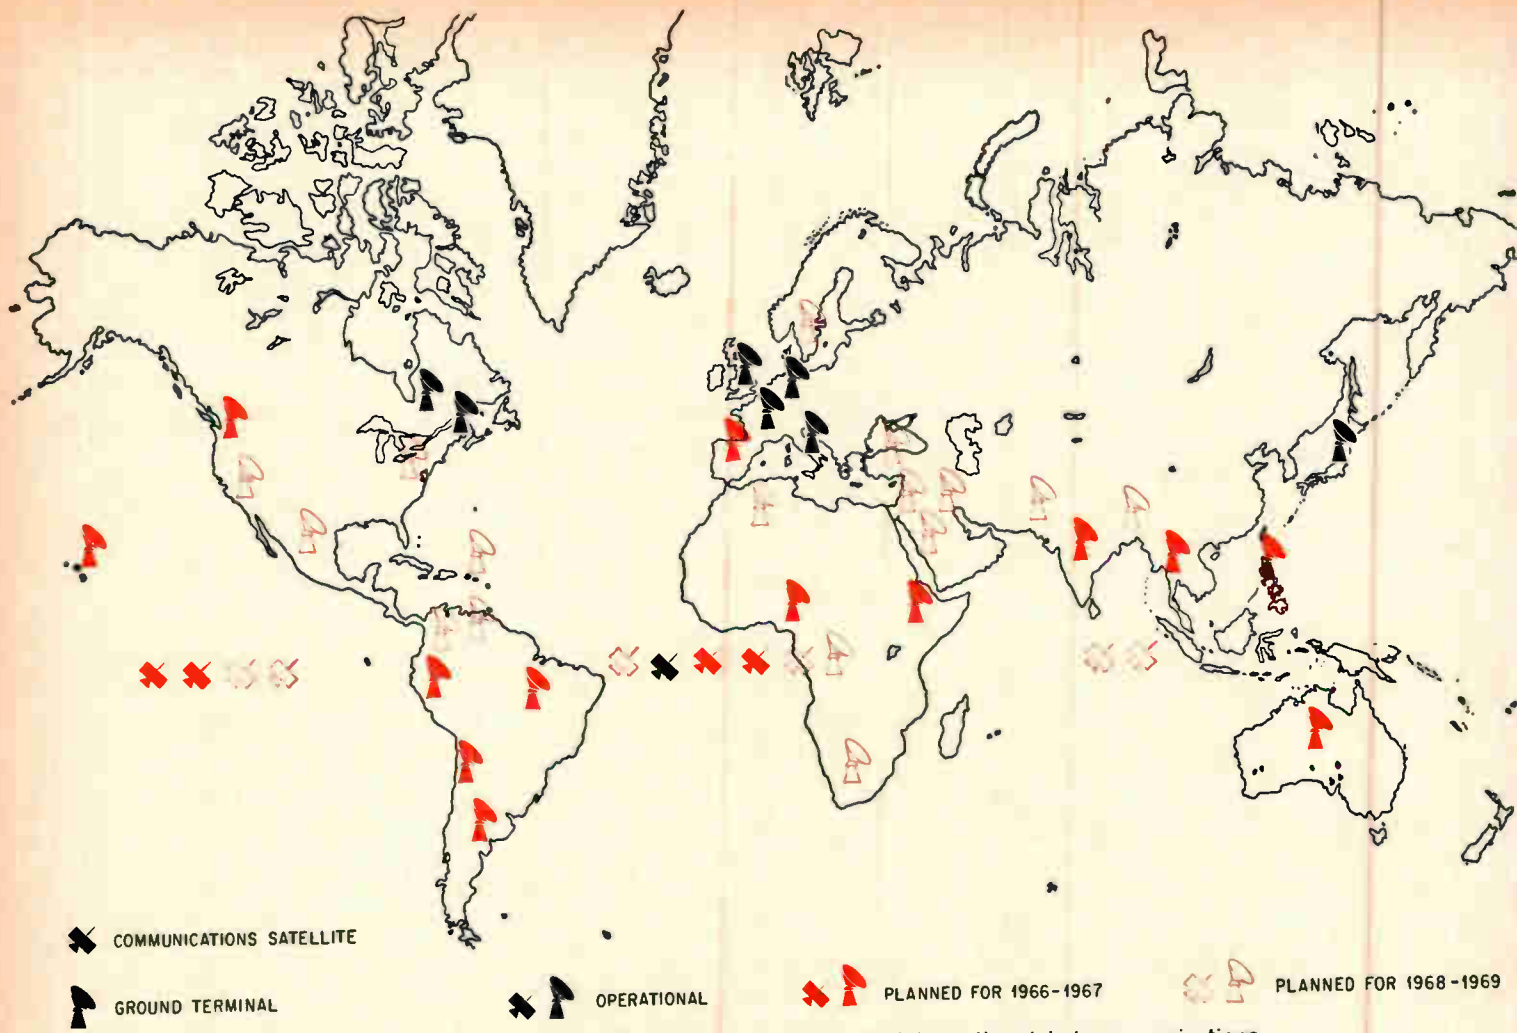 COMMUNICATIONS SATELLITE
GROUND TERMINAL
OPERATIONAL
PLANNED FOR 1966-1967
PLANNED FOR 1968-1969